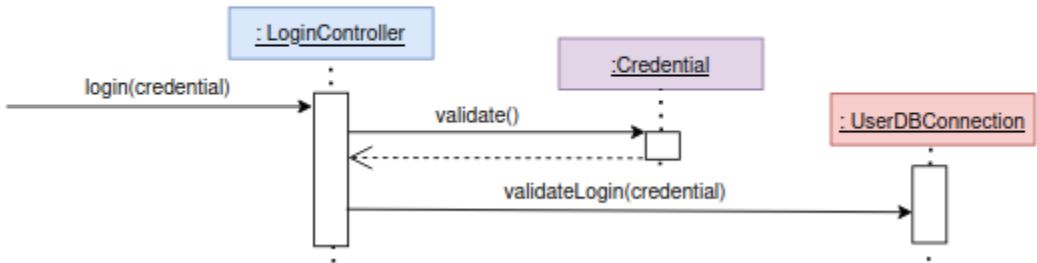 : LoginController
:Credential
login(credential)
validate()
: UserDBConnection
validateLogin(credential)